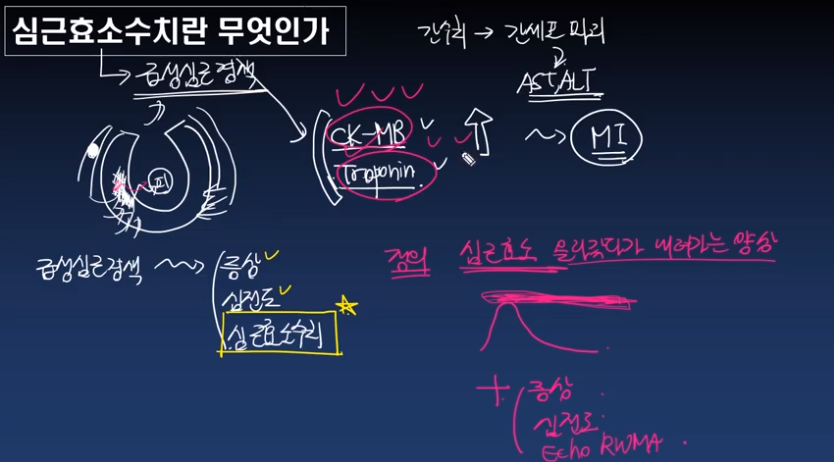 심근효소수치란 무엇인가
간수치 → 간세포 파괴
급성심근경색
AST, ALT
CK-MB
MI
Troponin
피
급성심근경색
증상
심전도
심근효소수치
정의 심근효소 올라갔다가 내려가는 양상
+ 증상
심전도
Echo RWMA